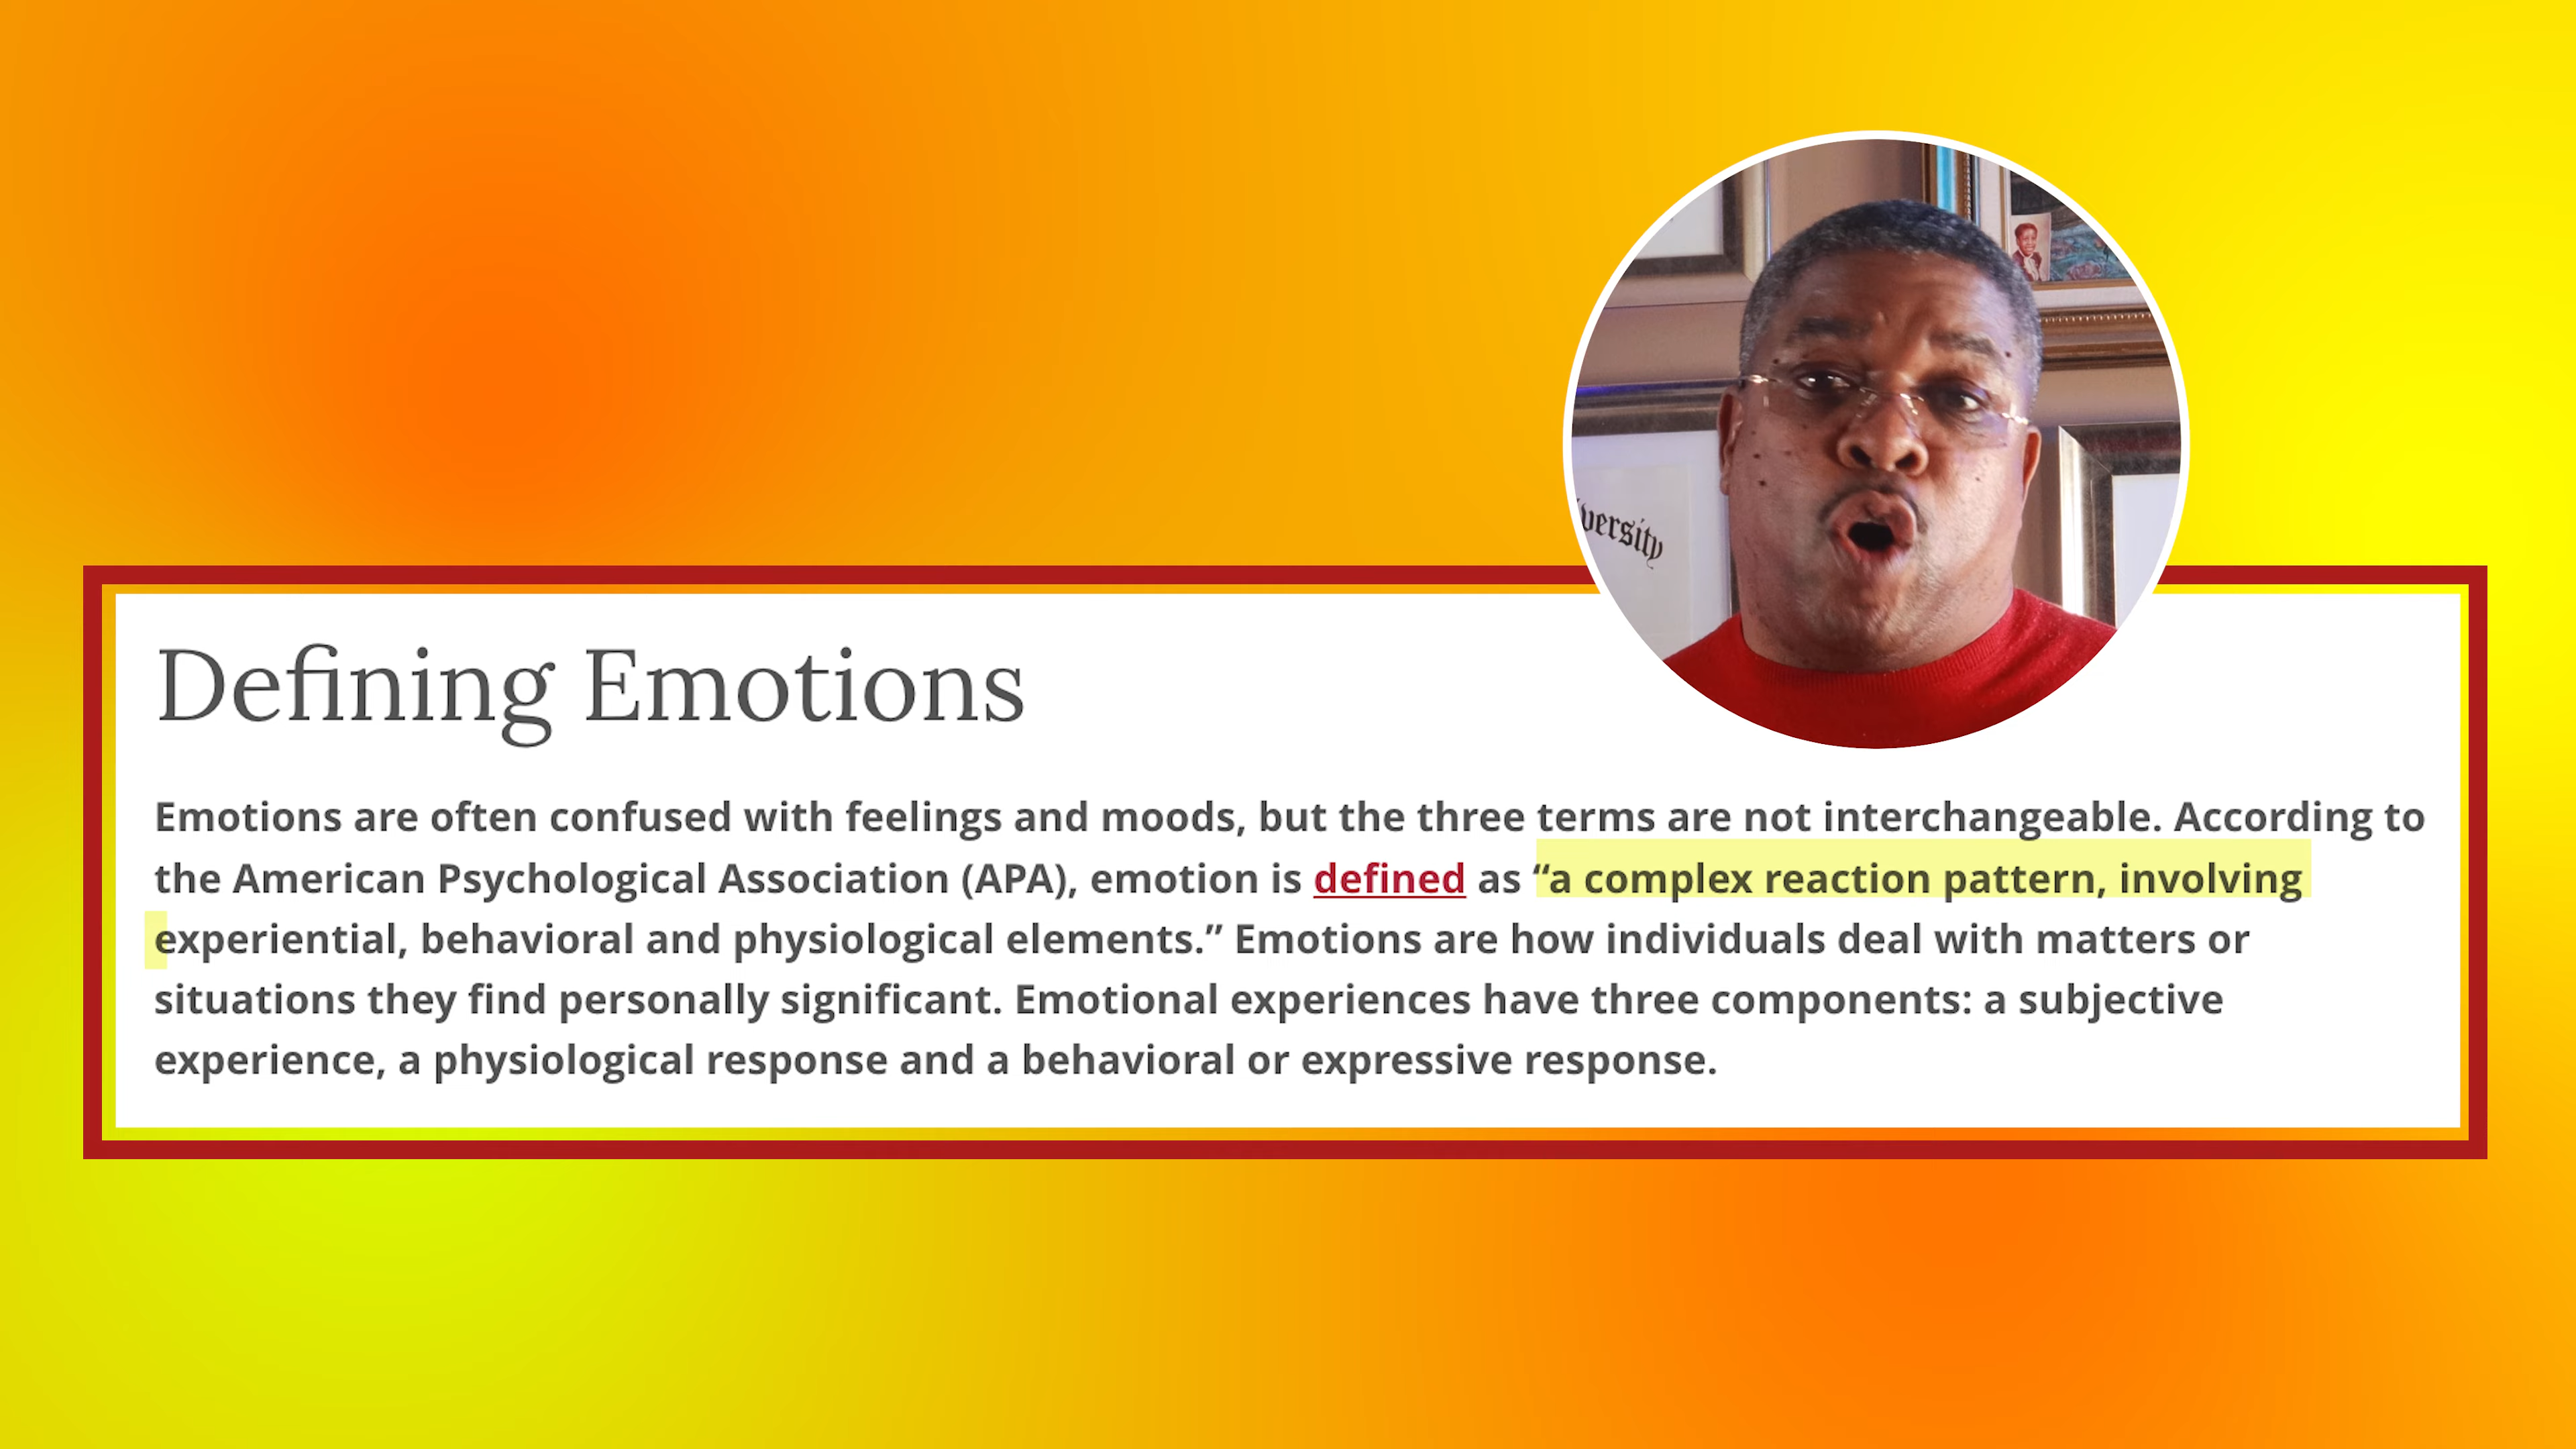 versity
Defining Emotions
Emotions are often confused with feelings and moods, but the three terms are not interchangeable. According to
the American Psychological Association (APA), emotion is defined as “a complex reaction pattern, involving
experiential, behavioral and physiological elements.” Emotions are how individuals deal with matters or
situations they find personally significant. Emotional experiences have three components: a subjective
experience, a physiological response and a behavioral or expressive response.